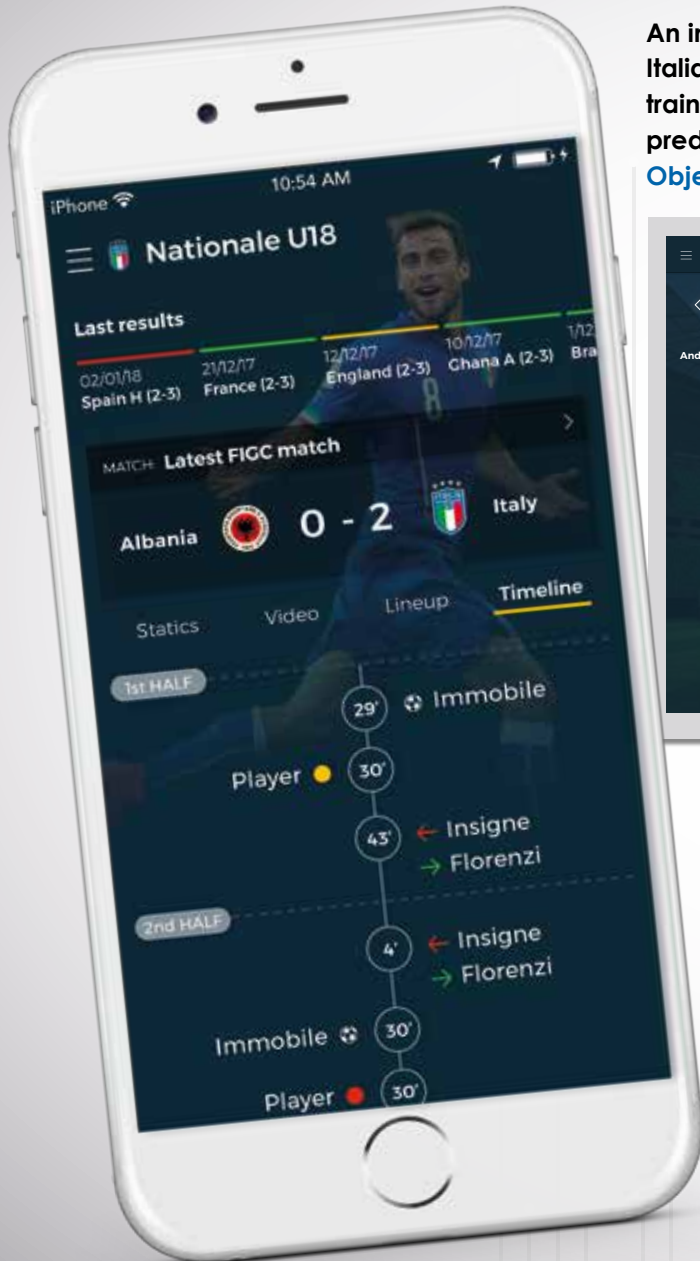 An in
Italia
train
pred
Obje
And
iPhone 10:54 AM
Nationale U18
Last results
02/01/18 21/12/17 12/12/17 10/12/17 1/12
Spain H (2-3) France (2-3) England (2-3) Ghana A (2-3) Bra
MATCH: Latest FIGC match
Albania 0 - 2 Italy
Statics Video Lineup Timeline
1st HALF
29' Immobile
Player 30'
43' Insigne
Florenzi
2nd HALF
4' Insigne
Florenzi
Immobile 30'
Player 30'
8